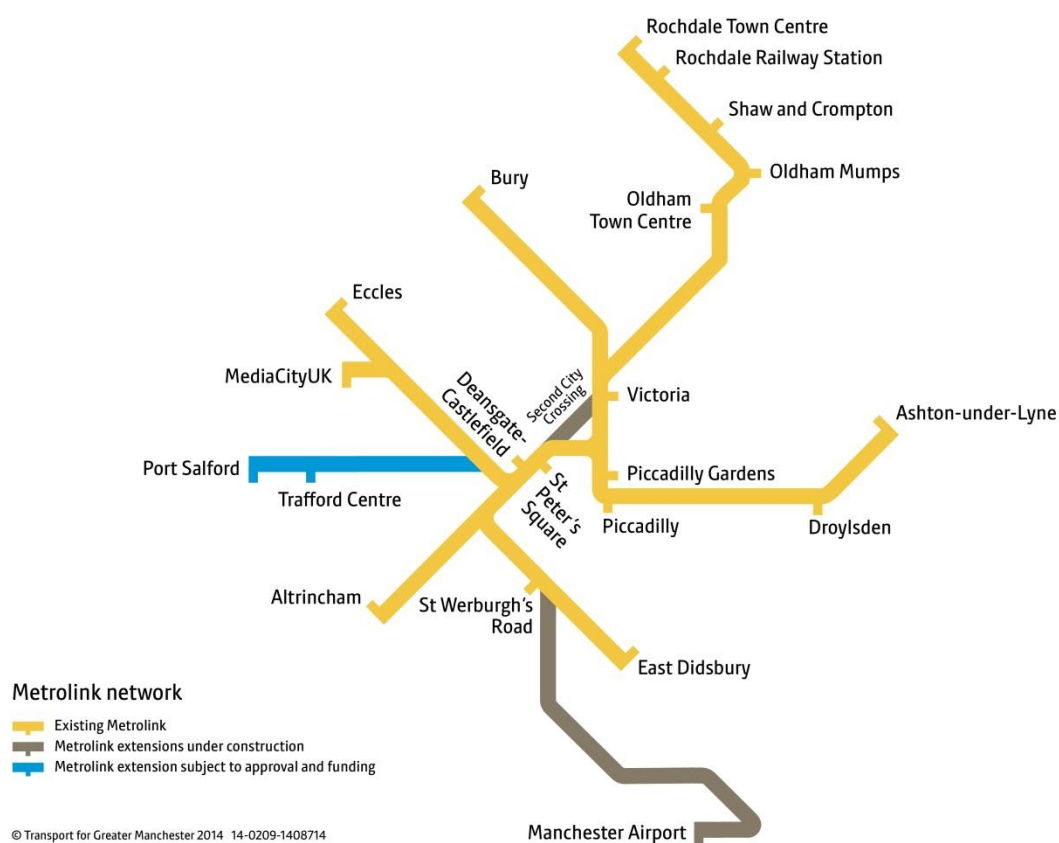 Rochdale Town Centre
Rochdale Railway Station
Shaw and Crompton
Oldham Mumps
Bury
Oldham
Town Centre
Eccles
MediaCityUK
Deansgate-
Castlefield
Second City
Crossing
Victoria
Ashton-under-Lyne
Port Salford
Trafford Centre
St
Peter's
Square
Piccadilly Gardens
Piccadilly
Droylsden
Altrincham
St Werburgh's
Road
East Didsbury
Metrolink network
Existing Metrolink
Metrolink extensions under construction
Metrolink extension subject to approval and funding
Manchester Airport
© Transport for Greater Manchester 2014 14-0209-1408714